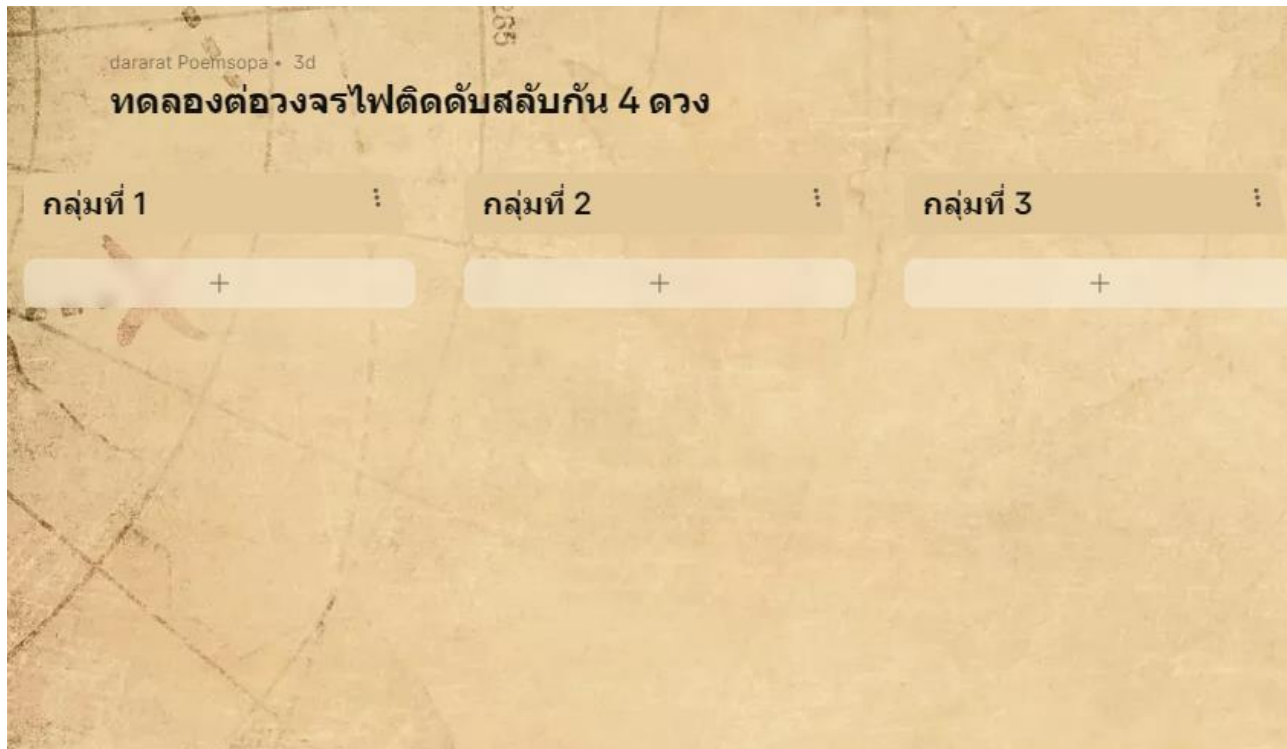 265
dararat Poemsopa • 3d
ทดลองต่อวงจรไฟติดดับสลับกัน 4 ดวง
กลุ่มที่ 1
กลุ่มที่ 2
กลุ่มที่ 3